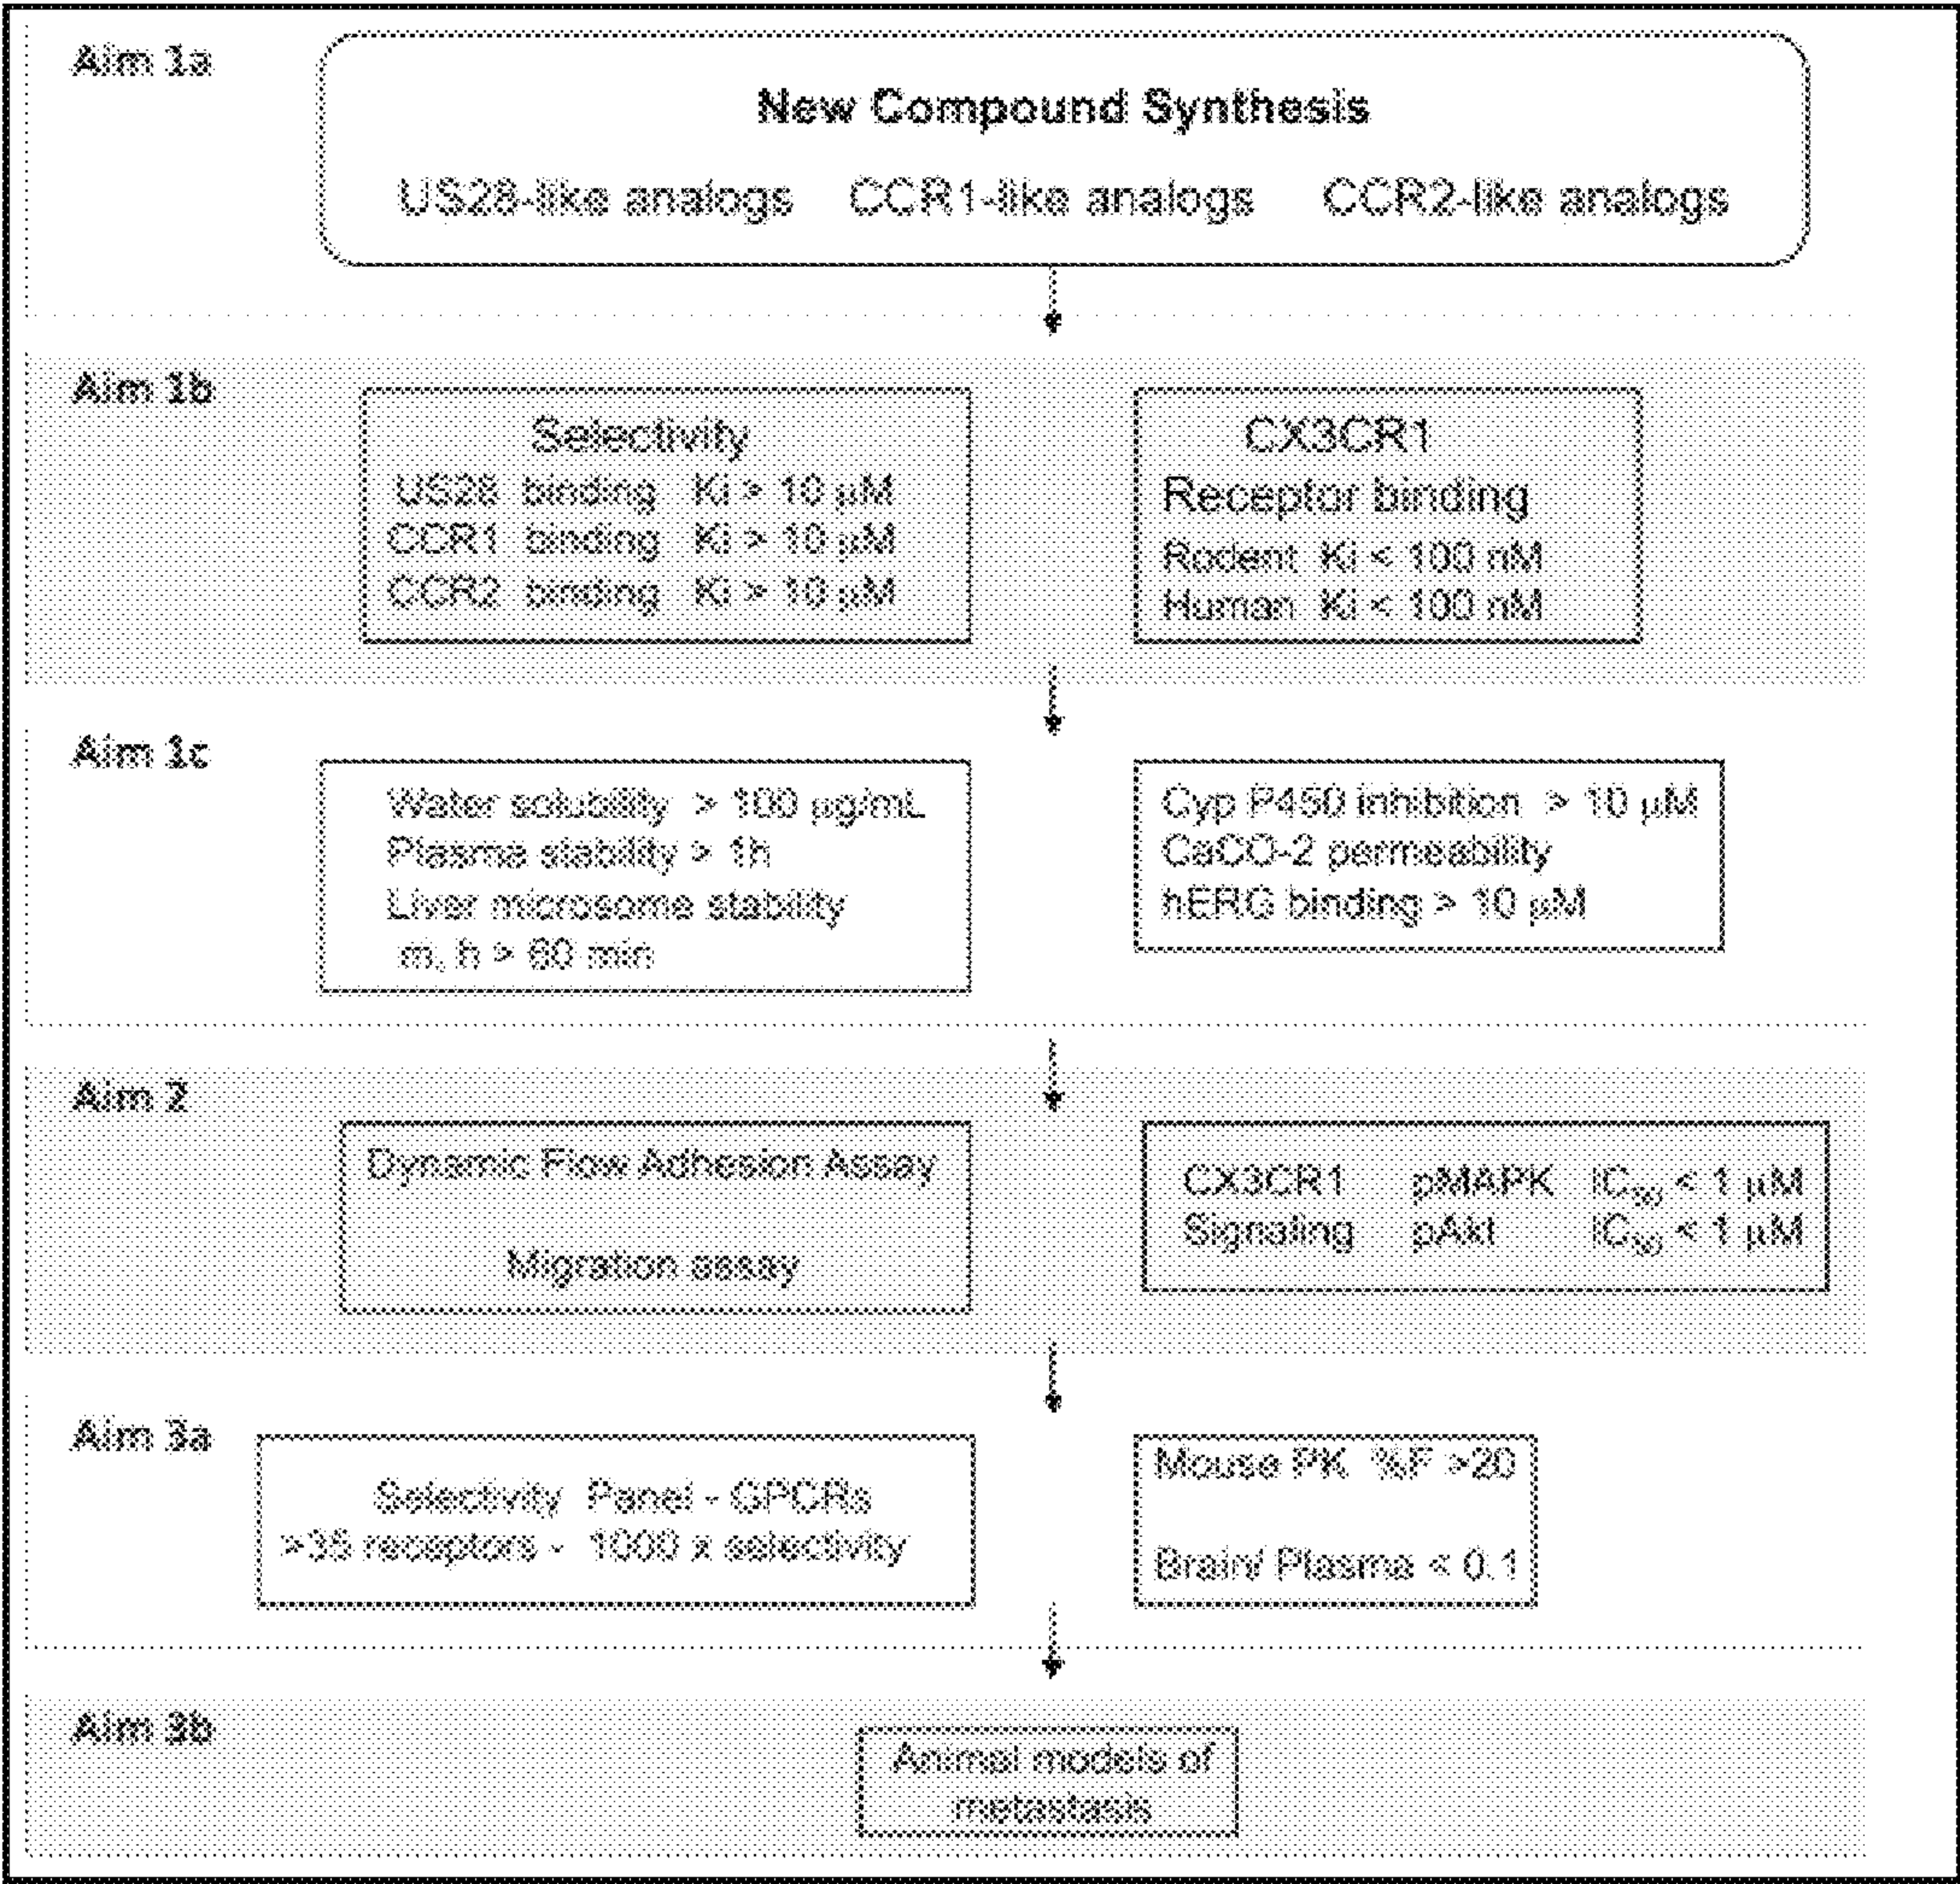 Aim 1a
New Compound Synthesis
US28-like analogs CCR1-like analogs CCR2-like analogs
Aim 1b
Selectivity
US28 binding Ki > 10 μM
CCR1 binding Ki > 10 μM
CCR2 binding Ki > 10 μM
CX3CR1
Receptor binding
Rodent Ki < 100 nM
Human Ki < 100 nM
Aim 1c
Water solubility > 100 μg/mL
Plasma stability > 1h
Liver microsome stability
m, h > 60 min
Cyp P450 inhibition > 10 μM
CaCO-2 permeability
hERG binding > 10 μM
Aim 2
Dynamic Flow Adhesion Assay
Migration assay
CX3CR1 pMAPK IC₅₀ < 1 μM
Signaling pAkt IC₅₀ < 1 μM
Aim 3a
Selectivity Panel - GPCRs
>35 receptors - 1000 x selectivity
Mouse PK %F >20
Brain/ Plasma < 0.1
Aim 3b
Animal models of
metastasis